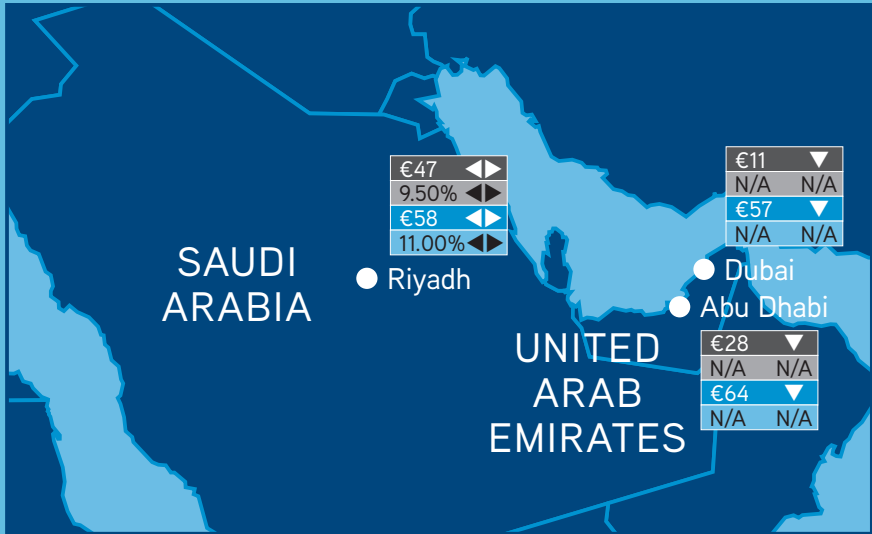 €47 ◀▶
9.50% ◀▶
€58 ◀▶
11.00% ◀▶
€11 ▼
N/A N/A
€57 ▼
N/A N/A
SAUDI
ARABIA
Riyadh
Dubai
Abu Dhabi
UNITED
ARAB
EMIRATES
€28 ▼
N/A N/A
€64 ▼
N/A N/A